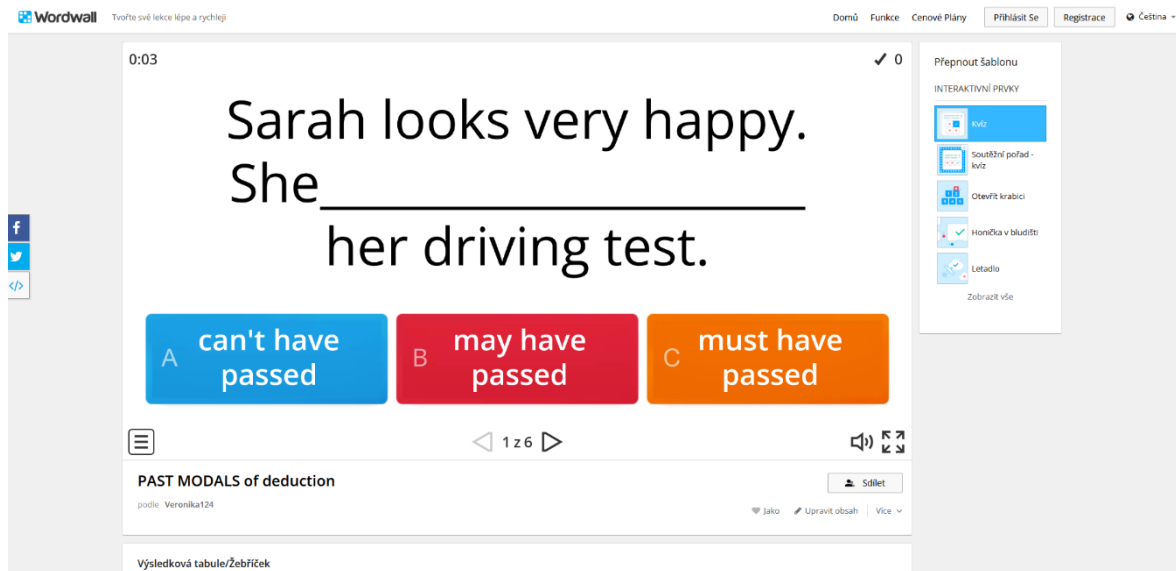 Wordwall Tvořte své lekce lépe a rychleji Domů Funkce Cenové Plány Přihlásit Se Registrace Čeština
0:03 0
Sarah looks very happy.
She____________________
her driving test.
A can't have
passed
B may have
passed
C must have
passed
1 z 6
PAST MODALS of deduction
Sdílet
podle Veronika124
Jako Upravit obsah Více
Výsledková tabule/Žebříček
Přepnout šablonu
INTERAKTIVNÍ PRVKY
Kvíz
Soutěžní pořad -
kvíz
Otevřít krabici
Honička v bludišti
Letadlo
Zobrazit vše